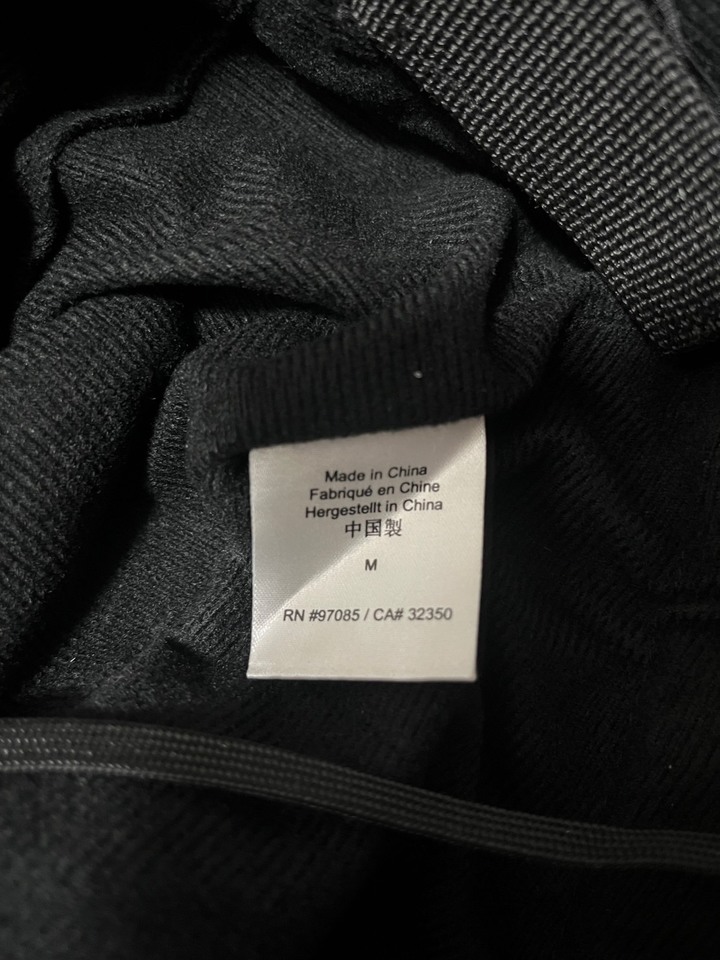 Made in China
Fabriqué en Chine
Hergestellt in China
中国製
M
RN #97085 / CA# 32350